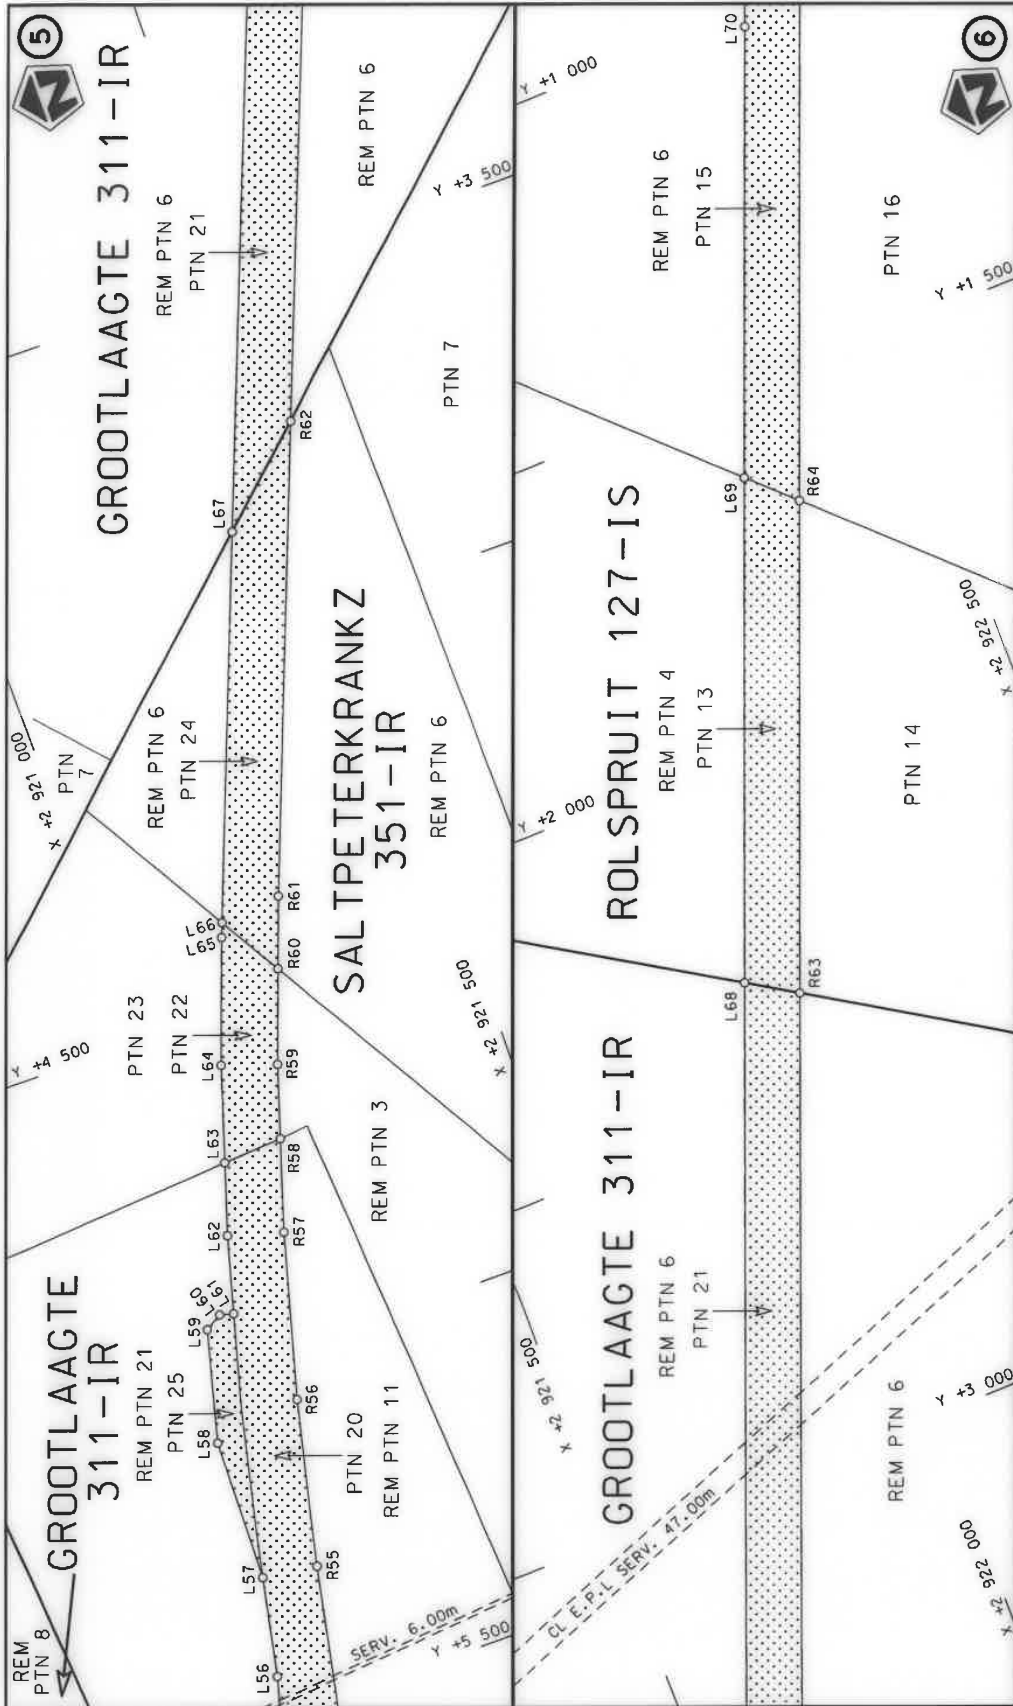 5
N
REM
PTN 8
GROOTLAAGTE
311-IR
REM PTN 21
PTN 25
L56
L57
L58
L59
L60
L61
L62
L63
L64
L65
L66
L67
Y +4 500
PTN 23
PTN 22
X +2 921 000
PTN
7
REM PTN 6
PTN 24
GROOTLAAGTE 311-IR
REM PTN 6
PTN 21
R55
R56
R57
R58
R59
R60
R61
R62
SERV. 6.00m
Y +5 500
PTN 20
REM PTN 11
REM PTN 3
X +2 921 500
SALTPETERKRANKZ
351-IR
REM PTN 6
PTN 7
Y +3 500
REM PTN 6
6
N
CL E.P.L SERV. 47.00m
X +2 921 500
GROOTLAAGTE 311-IR
REM PTN 6
PTN 21
L68
L69
L70
Y +2 000
ROLSPRUIT 127-IS
REM PTN 4
PTN 13
Y +1 000
REM PTN 6
PTN 15
R63
R64
X +2 922 000
REM PTN 6
Y +3 000
PTN 14
X +2 922 500
Y +1 500
PTN 16